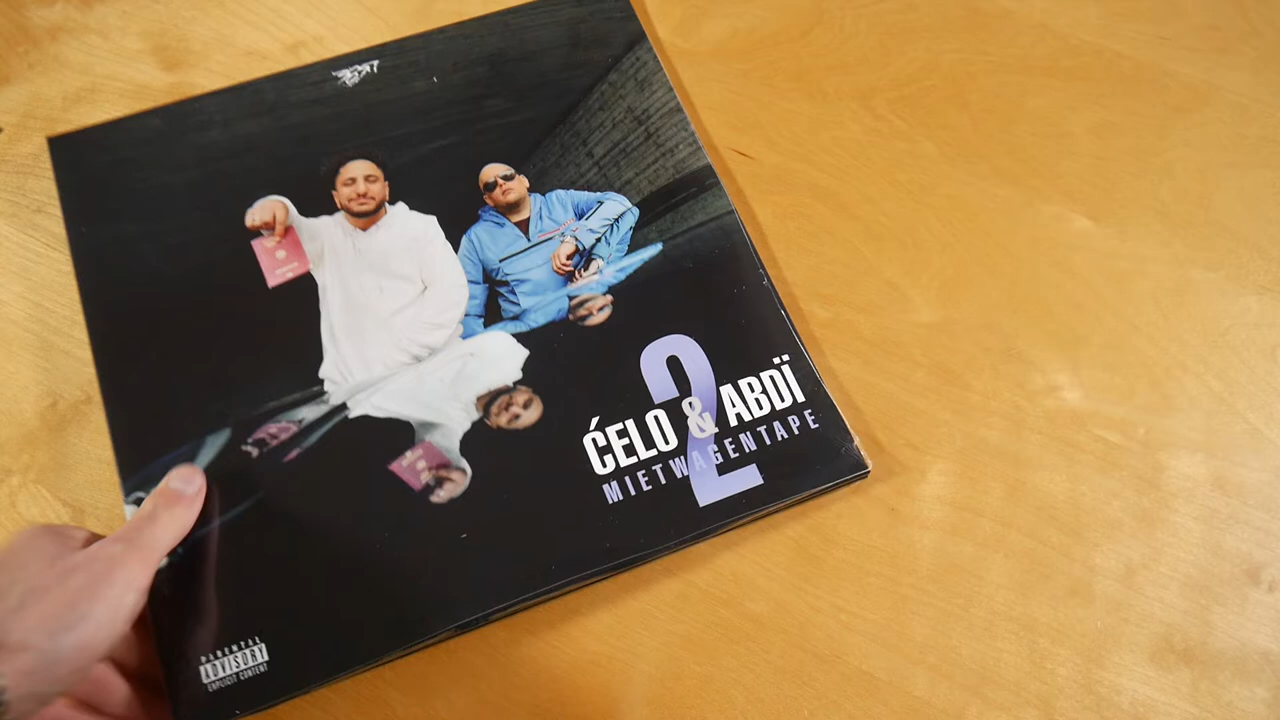 2
ĆELO & ABDÏ
MIETWAGENTAPE
PARENTAL
ADVISORY
EXPLICIT CONTENT